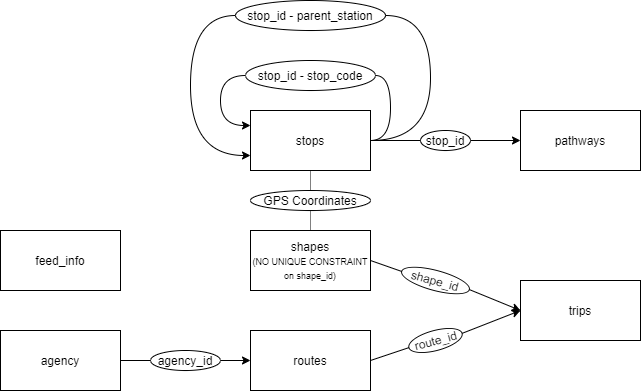 stop_id - parent_station
stop_id - stop_code
stops
stop_id
pathways
GPS Coordinates
feed_info
shapes
(NO UNIQUE CONSTRAINT
on shape_id)
shape_id
trips
route_id
agency
agency_id
routes